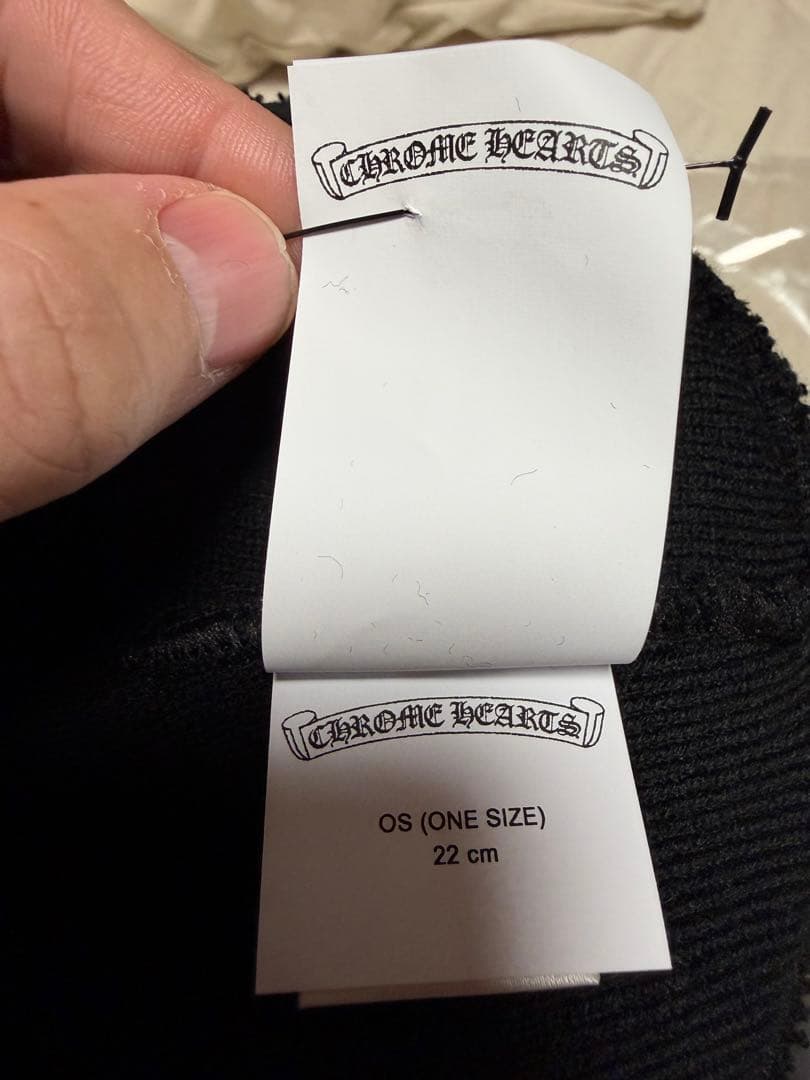 CHROME HEARTS
CHROME HEARTS
OS (ONE SIZE)
22 cm